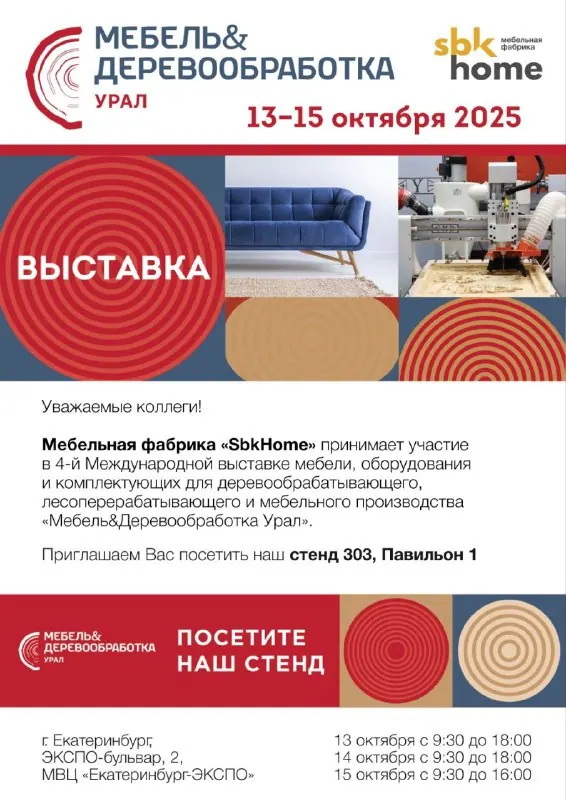 МЕБЕЛЬ&
ДЕРЕВООБРАБОТКА
УРАЛ
sbk мебельная фабрика
home
13–15 октября 2025
ВЫСТАВКА
Уважаемые коллеги!
Мебельная фабрика «SbkHome» принимает участие
в 4-й Международной выставке мебели, оборудования
и комплектующих для деревообрабатывающего,
лесоперерабатывающего и мебельного производства
«Мебель&Деревообработка Урал».
Приглашаем Вас посетить наш стенд 303, Павильон 1
МЕБЕЛЬ&
ДЕРЕВООБРАБОТКА
УРАЛ
ПОСЕТИТЕ
НАШ СТЕНД
г. Екатеринбург,
ЭКСПО-бульвар, 2,
МВЦ «Екатеринбург-ЭКСПО»
13 октября с 9:30 до 18:00
14 октября с 9:30 до 18:00
15 октября с 9:30 до 16:00